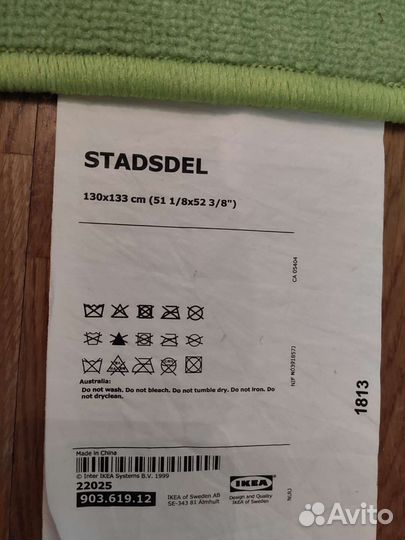 STADSDEL
130x133 cm (51 1/8x52 3/8")
CA 05404
Australia:
Do not wash. Do not bleach. Do not tumble dry. Do not iron. Do
not dryclean.
1813
Made in China
© Inter IKEA Systems B.V. 1999
22025
903.619.12
IKEA of Sweden AB
SE-343 81 Älmhult
IKEA
Design and Quality
IKEA of Sweden
Avito